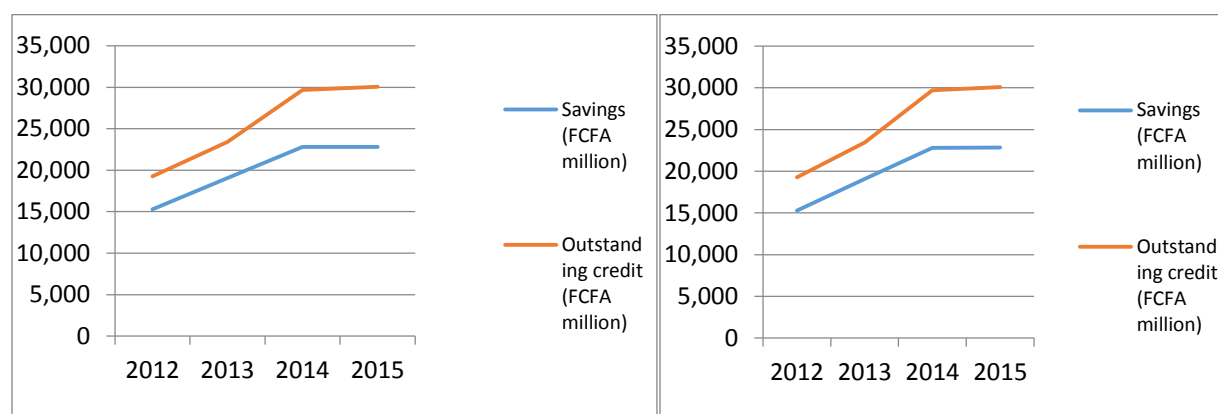 35,000
30,000
25,000
20,000
15,000
10,000
5,000
0
2012 2013 2014 2015
Savings
(FCFA
million)
Outstand
ing credit
(FCFA
million)
35,000
30,000
25,000
20,000
15,000
10,000
5,000
0
2012 2013 2014 2015
Savings
(FCFA
million)
Outstand
ing credit
(FCFA
million)